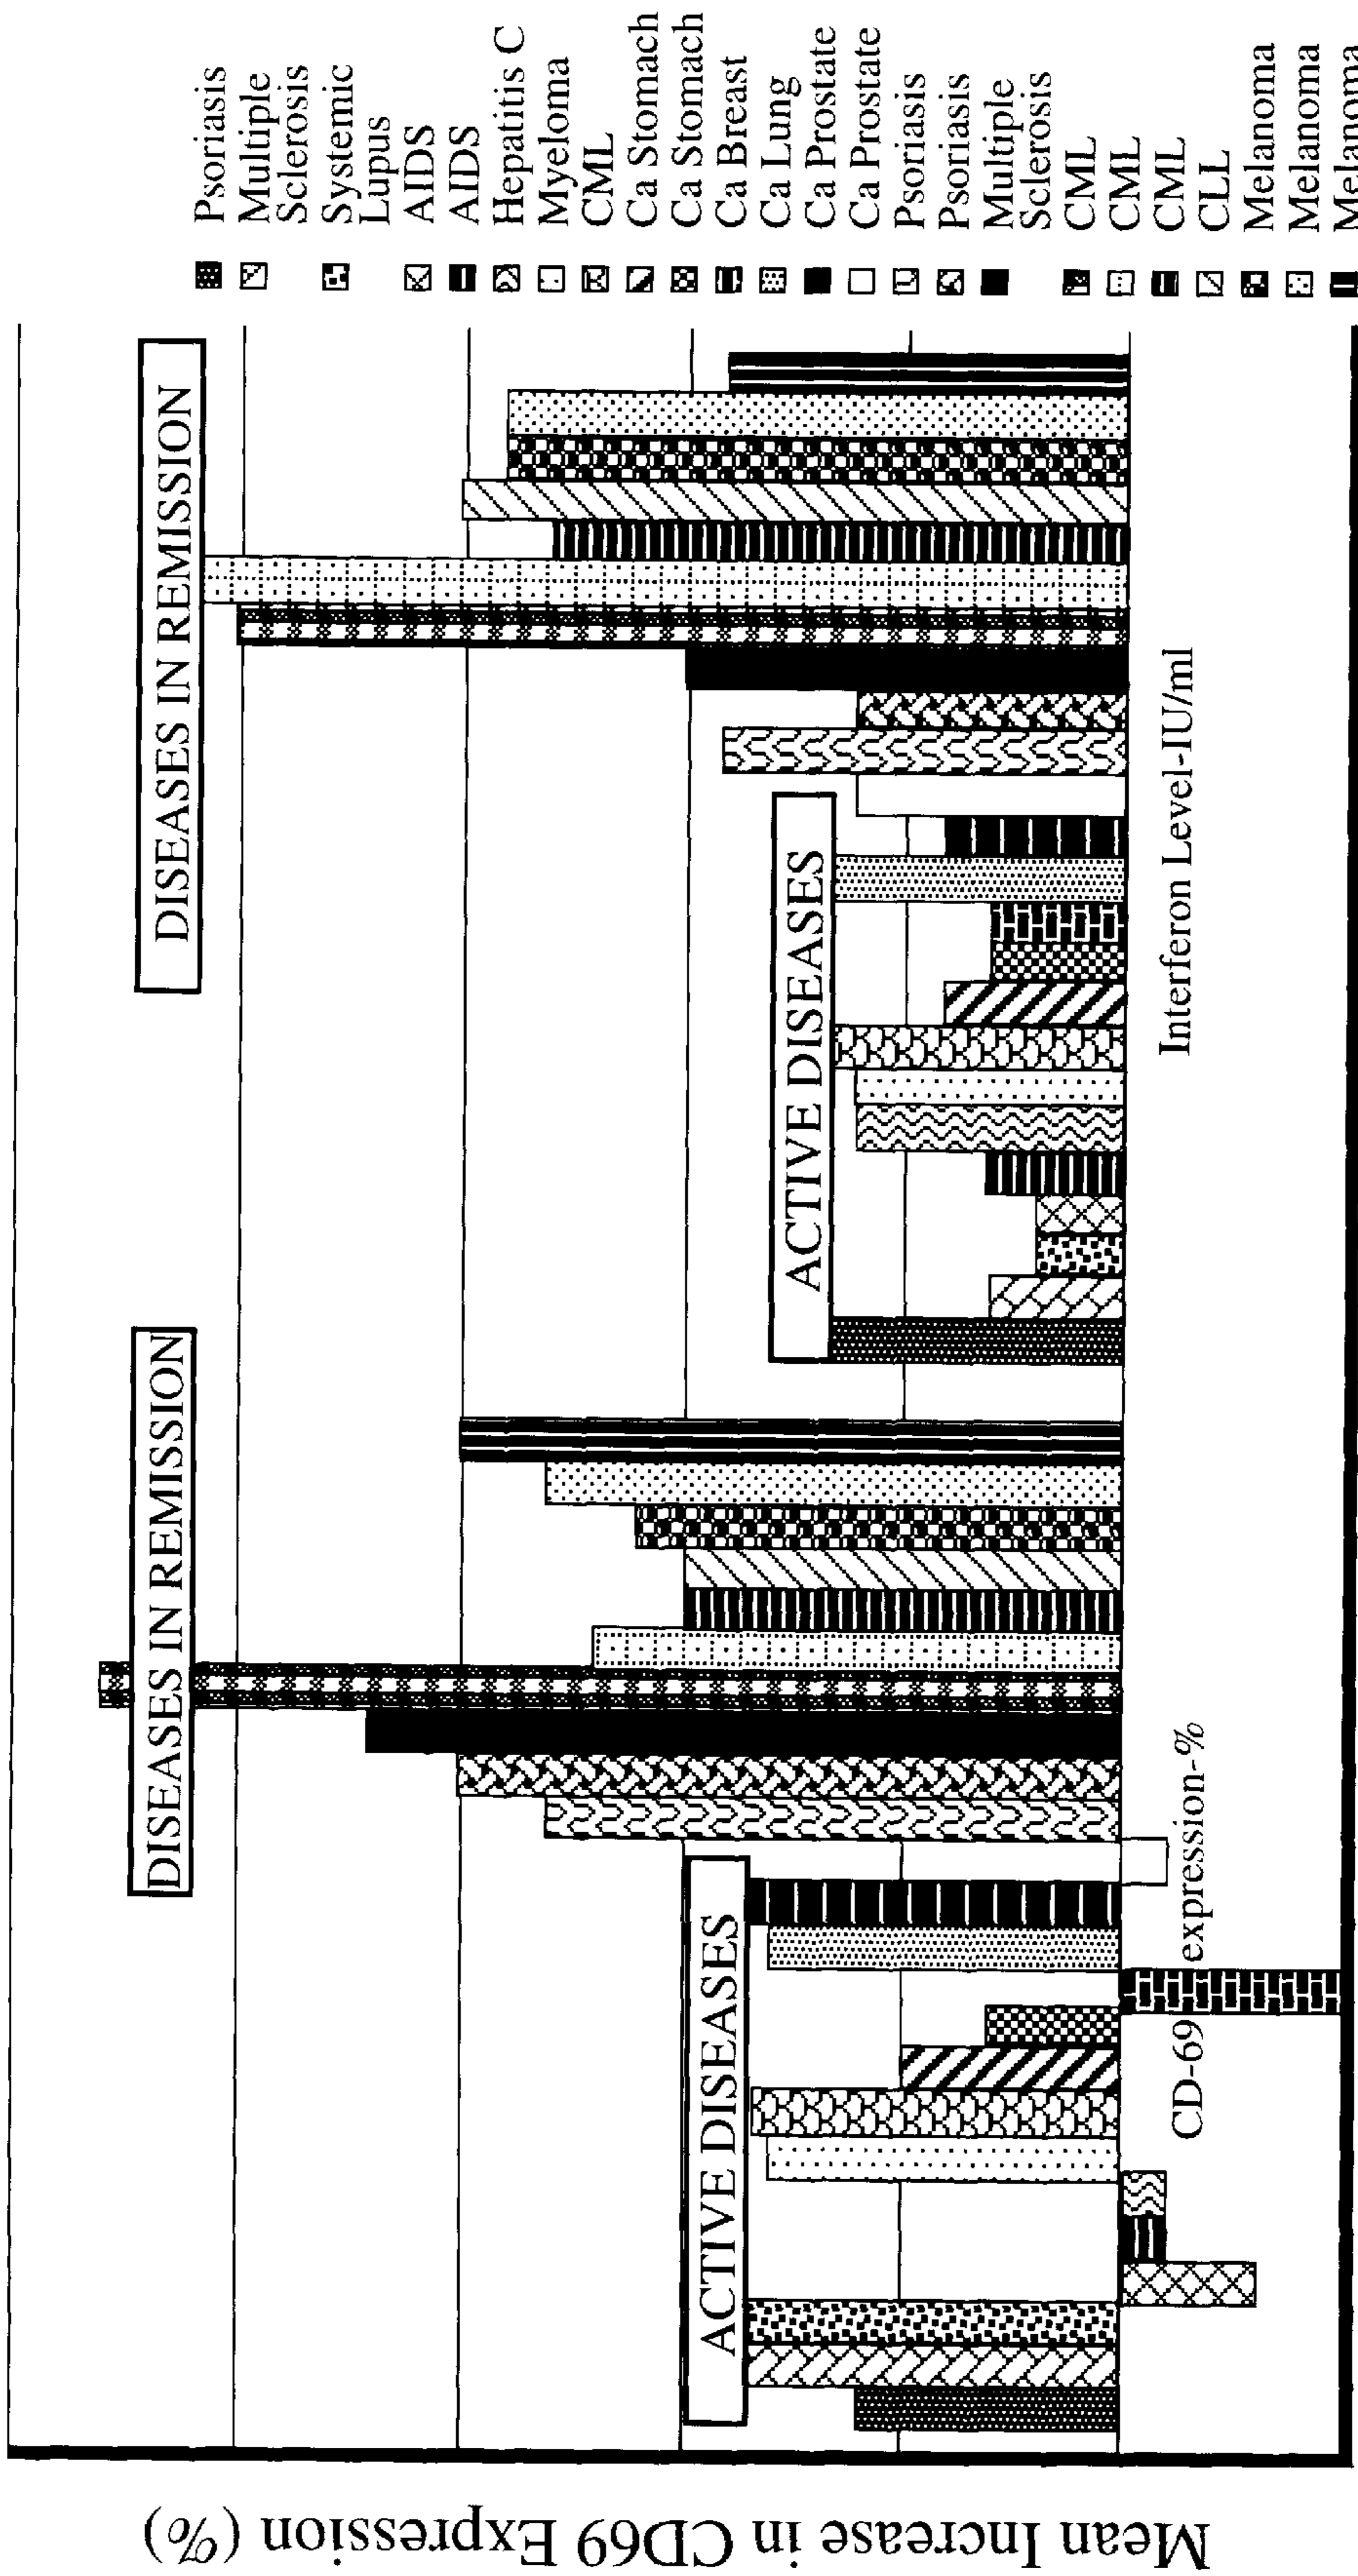 Mean Increase in CD69 Expression (%)
DISEASES IN REMISSION
DISEASES IN REMISSION
ACTIVE DISEASES
ACTIVE DISEASES
CD-69 expression-%
Interferon Level-IU/ml
Psoriasis
Multiple
Sclerosis
Systemic
Lupus
AIDS
AIDS
Hepatitis C
Myeloma
CML
Ca Stomach
Ca Stomach
Ca Breast
Ca Lung
Ca Prostate
Ca Prostate
Psoriasis
Psoriasis
Multiple
Sclerosis
CML
CML
CML
CLL
Melanoma
Melanoma
Melanoma